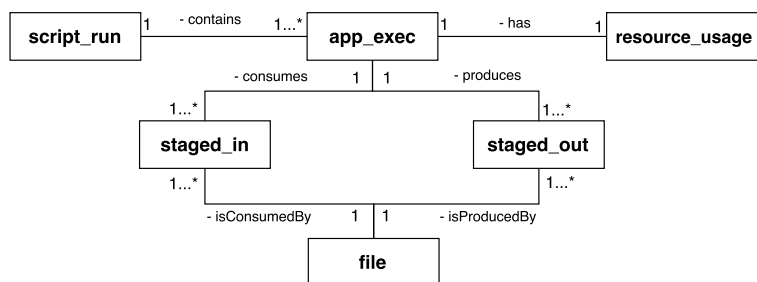 script_run 1 - contains 1...* app_exec 1 - has 1 resource_usage
- consumes 1 1 - produces
1...* 1...*
staged_in staged_out
1...* 1...*
- isConsumedBy 1 1 - isProducedBy
file